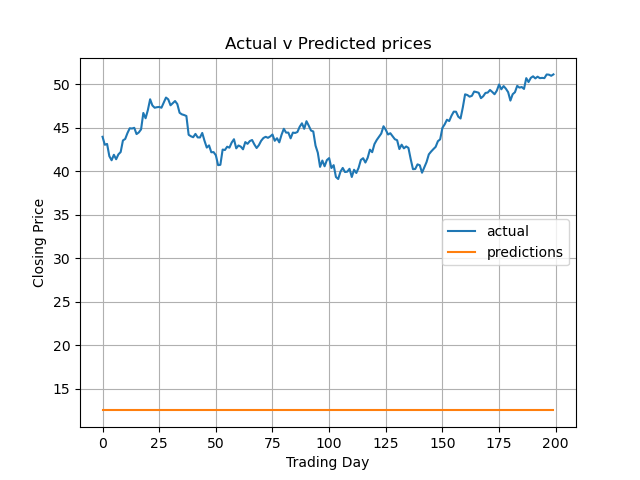 Actual v Predicted prices
Closing Price
50
45
40
35
30
25
20
15
actual
predictions
0 25 50 75 100 125 150 175 200
Trading Day